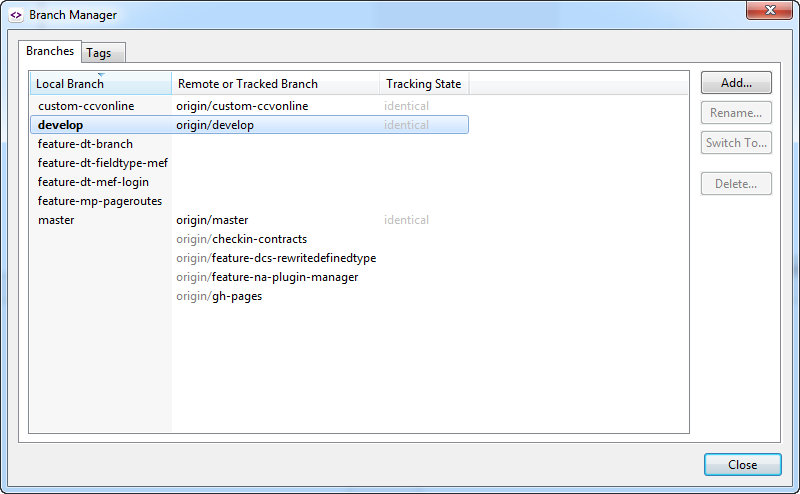 Branch Manager
Branches Tags
Local Branch Remote or Tracked Branch Tracking State
custom-ccvonline origin/custom-ccvonline identical
develop origin/develop identical
feature-dt-branch
feature-dt-fieldtype-mef
feature-dt-mef-login
feature-mp-pageroutes
master origin/master identical
origin/checkin-contracts
origin/feature-dcs-rewritedefinedtype
origin/feature-na-plugin-manager
origin/gh-pages
Add...
Rename...
Switch To...
Delete...
Close